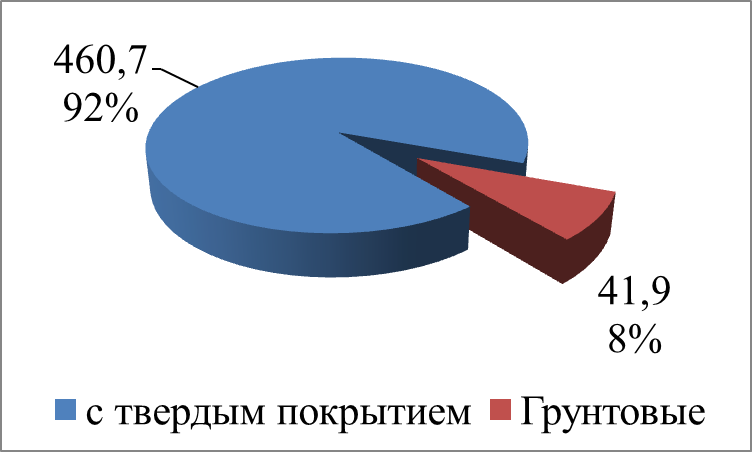 460,7
92%
41,9
8%
с твердым покрытием
Грунтовые